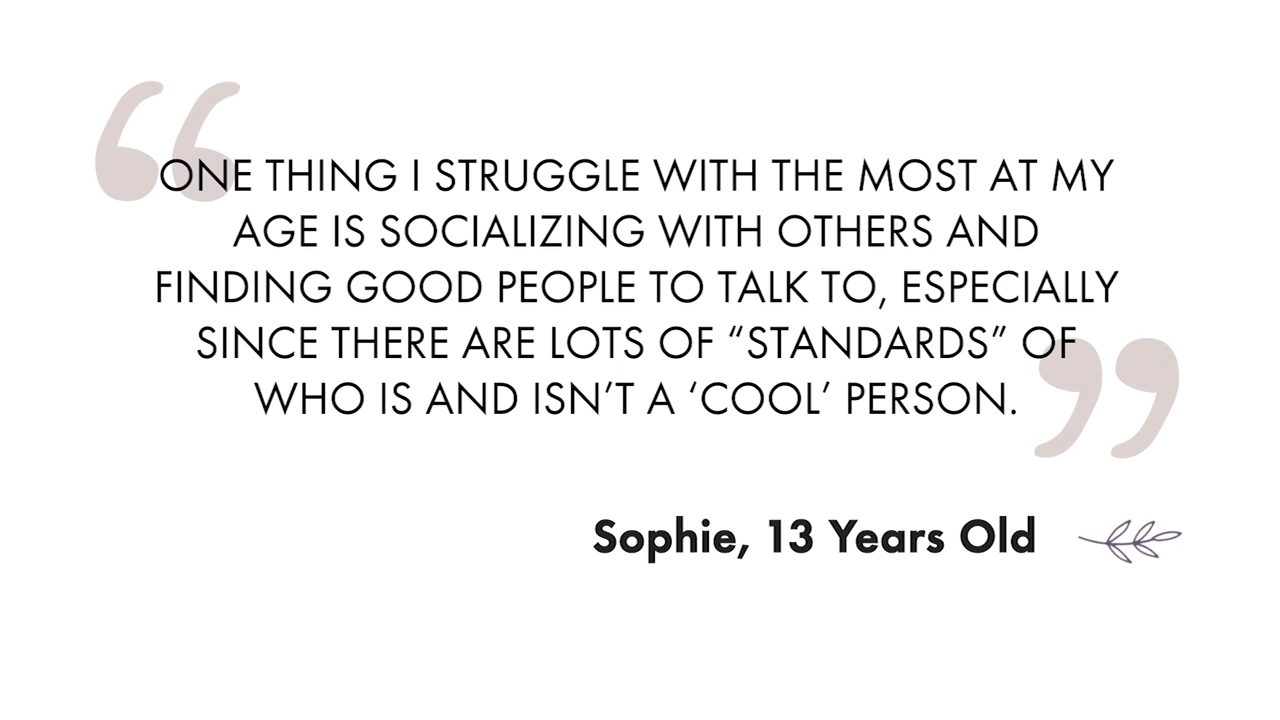 “ONE THING I STRUGGLE WITH THE MOST AT MY
AGE IS SOCIALIZING WITH OTHERS AND
FINDING GOOD PEOPLE TO TALK TO, ESPECIALLY
SINCE THERE ARE LOTS OF “STANDARDS” OF
WHO IS AND ISN’T A ‘COOL’ PERSON.”
Sophie, 13 Years Old